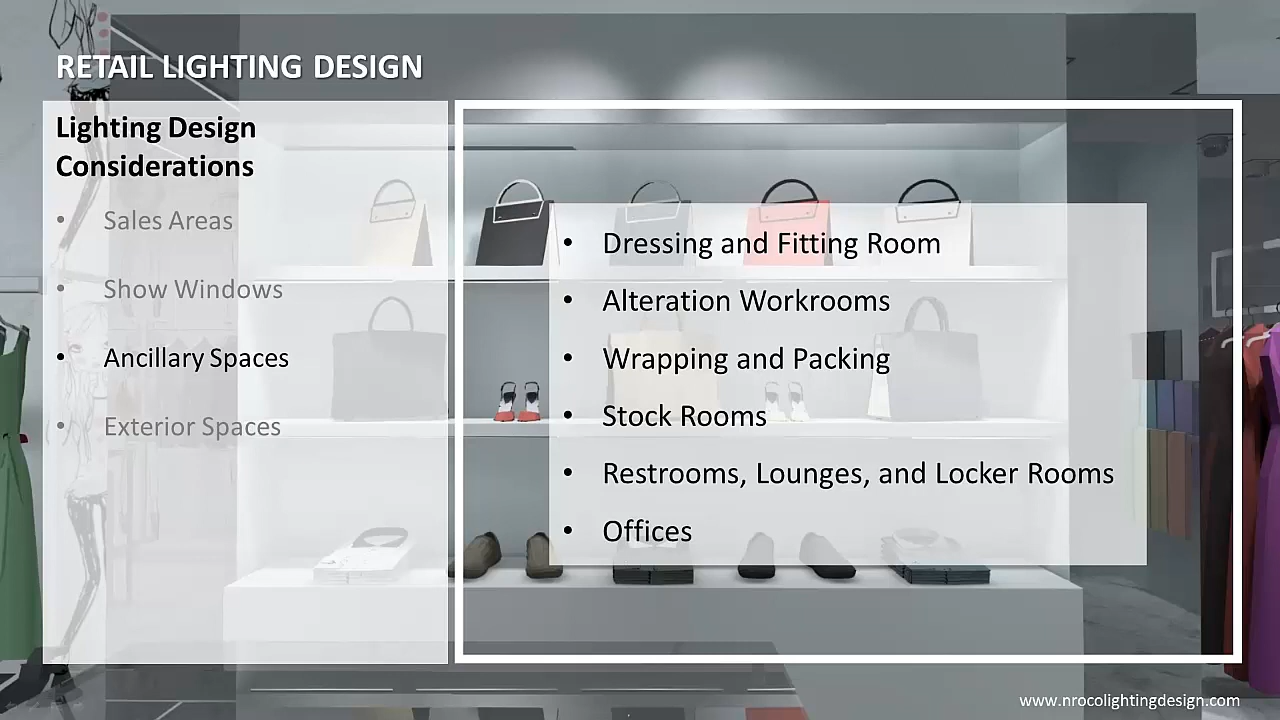 RETAIL LIGHTING DESIGN
Lighting Design
Considerations
• Sales Areas
• Show Windows
• Ancillary Spaces
• Exterior Spaces
• Dressing and Fitting Room
• Alteration Workrooms
• Wrapping and Packing
• Stock Rooms
• Restrooms, Lounges, and Locker Rooms
• Offices
www.nrocolightingdesign.com